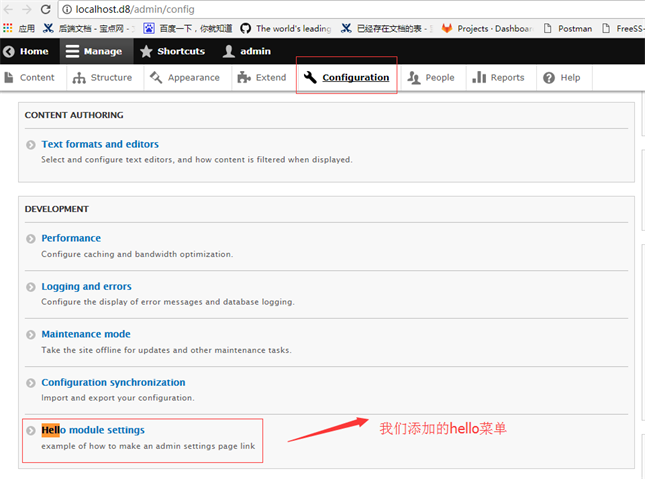 localhost.d8/admin/config
应用 后端文档 - 宝点网 - 百度一下，你就知道 The world's leading 已经存在文档的表 - Projects · Dashboar Postman FreeSS-
Home Manage Shortcuts admin
Content Structure Appearance Extend Configuration People Reports Help
CONTENT AUTHORING
Text formats and editors
Select and configure text editors, and how content is filtered when displayed.
DEVELOPMENT
Performance
Configure caching and bandwidth optimization.
Logging and errors
Configure the display of error messages and database logging.
Maintenance mode
Take the site offline for updates and other maintenance tasks.
Configuration synchronization
Import and export your configuration.
Hello module settings
example of how to make an admin settings page link
我们添加的hello菜单